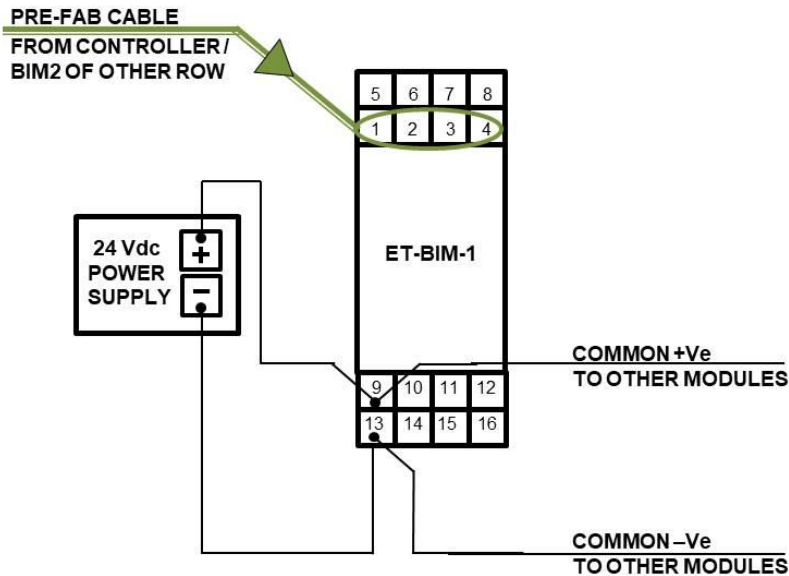 PRE-FAB CABLE
FROM CONTROLLER /
BIM2 OF OTHER ROW
5 6 7 8
1 2 3 4
24 Vdc
POWER
SUPPLY
+
−
ET-BIM-1
9 10 11 12
13 14 15 16
COMMON +Ve
TO OTHER MODULES
COMMON –Ve
TO OTHER MODULES